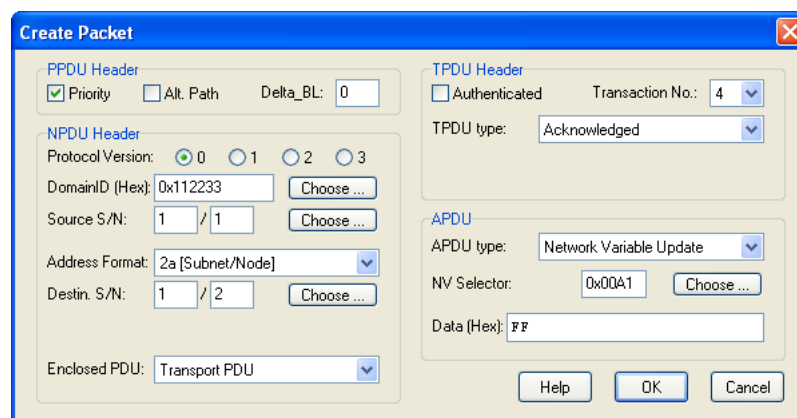 Create Packet
PPDU Header
Priority Alt. Path Delta_BL: 0
NPDU Header
Protocol Version: 0 1 2 3
DomainID (Hex): 0x112233 Choose ...
Source S/N: 1 / 1
Address Format: 2a [Subnet/Node]
Destin. S/N: 1 / 2 Choose ...
Enclosed PDU: Transport PDU
TPDU Header
Authenticated Transaction No.: 4
TPDU type: Acknowledged
APDU
APDU type: Network Variable Update
NV Selector: 0x00A1 Choose ...
Data (Hex): FF
Help OK Cancel